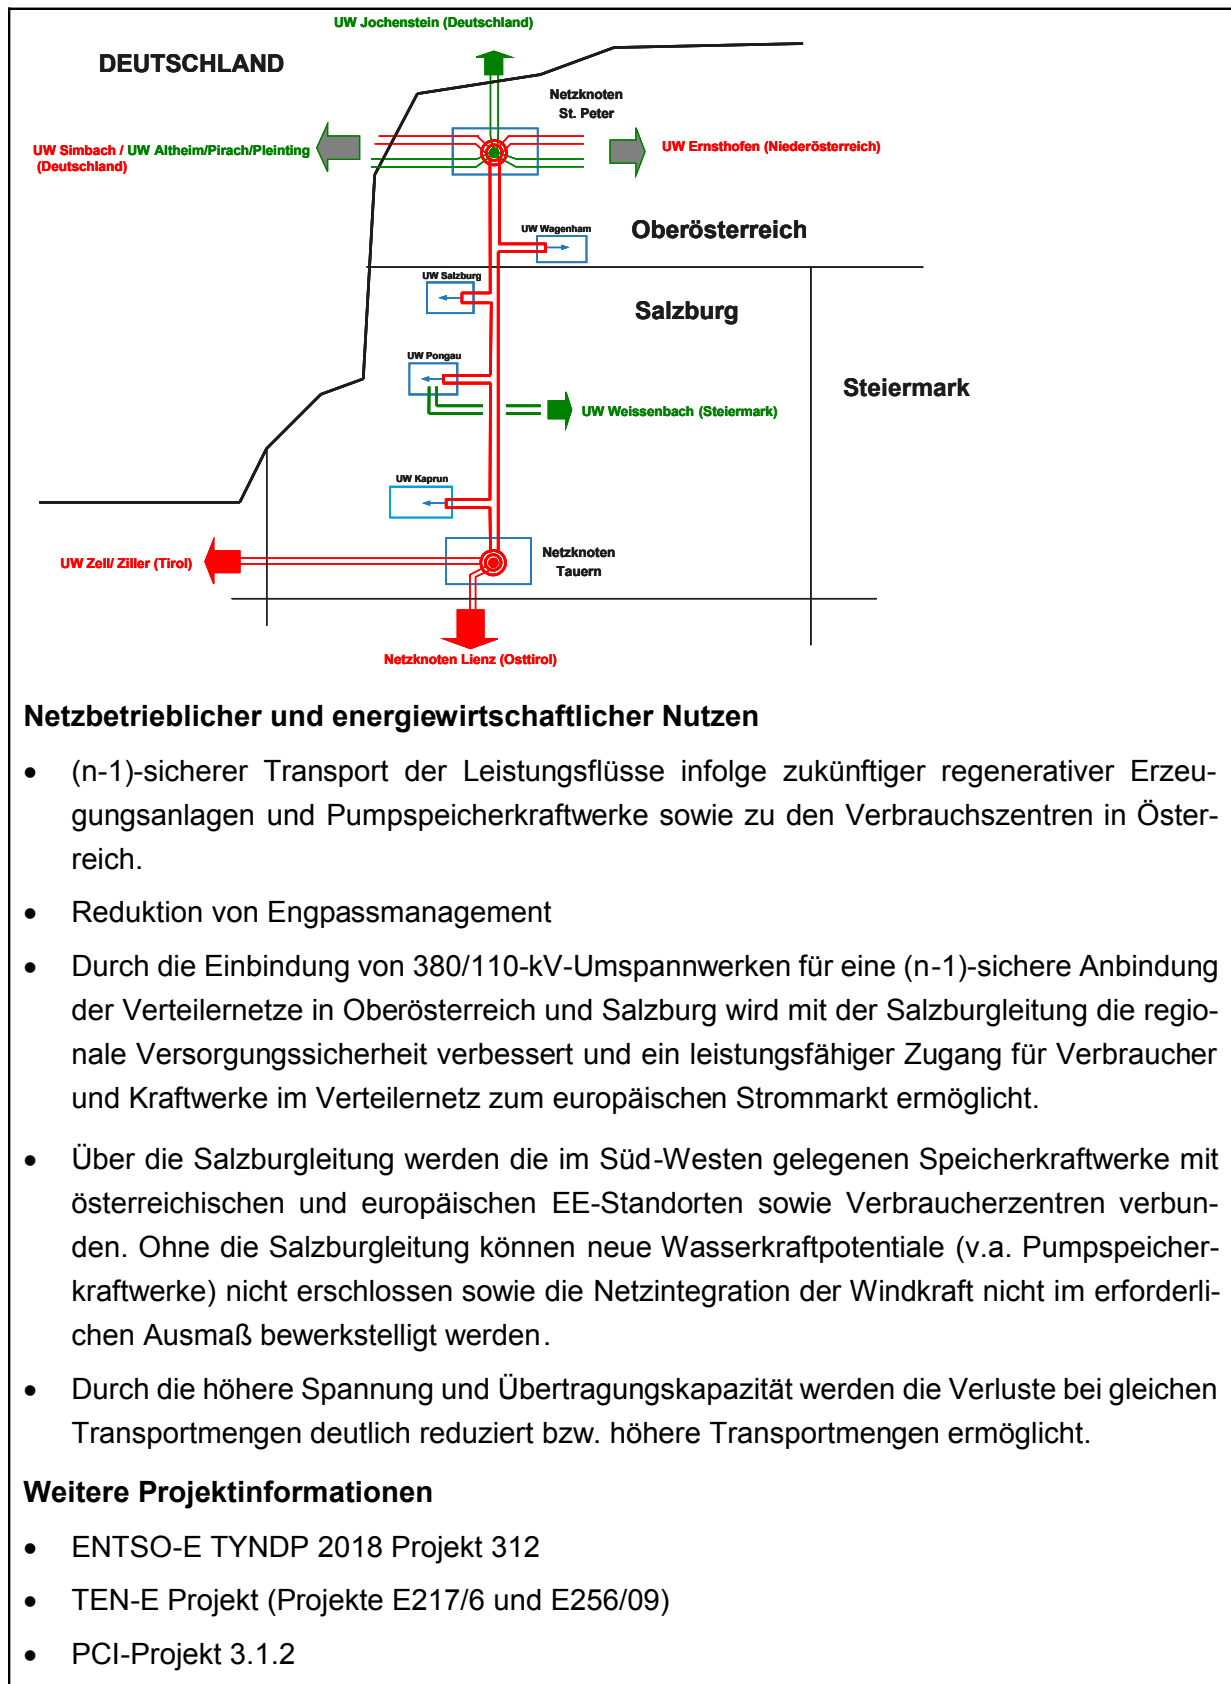 UW Jochenstein (Deutschland)
DEUTSCHLAND
Netzknoten
St. Peter
UW Simbach / UW Altheim/Pirach/Pleinting
(Deutschland)
UW Ernsthofen (Niederösterreich)
UW Wagenham
Oberösterreich
UW Salzburg
Salzburg
UW Pongau
Steiermark
UW Weissenbach (Steiermark)
UW Kaprun
Netzknoten
Tauern
UW Zell/ Ziller (Tirol)
Netzknoten Lienz (Osttirol)
Netzbetrieblicher und energiewirtschaftlicher Nutzen
• (n-1)-sicherer Transport der Leistungsflüsse infolge zukünftiger regenerativer Erzeu-
gungsanlagen und Pumpspeicherkraftwerke sowie zu den Verbrauchszentren in Öster-
reich.
• Reduktion von Engpassmanagement
• Durch die Einbindung von 380/110-kV-Umspannwerken für eine (n-1)-sichere Anbindung
der Verteilernetze in Oberösterreich und Salzburg wird mit der Salzburgleitung die regio-
nale Versorgungssicherheit verbessert und ein leistungsfähiger Zugang für Verbraucher
und Kraftwerke im Verteilernetz zum europäischen Strommarkt ermöglicht.
• Über die Salzburgleitung werden die im Süd-Westen gelegenen Speicherkraftwerke mit
österreichischen und europäischen EE-Standorten sowie Verbraucherzentren verbun-
den. Ohne die Salzburgleitung können neue Wasserkraftpotentiale (v.a. Pumpspeicher-
kraftwerke) nicht erschlossen sowie die Netzintegration der Windkraft nicht im erforderli-
chen Ausmaß bewerkstelligt werden.
• Durch die höhere Spannung und Übertragungskapazität werden die Verluste bei gleichen
Transportmengen deutlich reduziert bzw. höhere Transportmengen ermöglicht.
Weitere Projektinformationen
• ENTSO-E TYNDP 2018 Projekt 312
• TEN-E Projekt (Projekte E217/6 und E256/09)
• PCI-Projekt 3.1.2